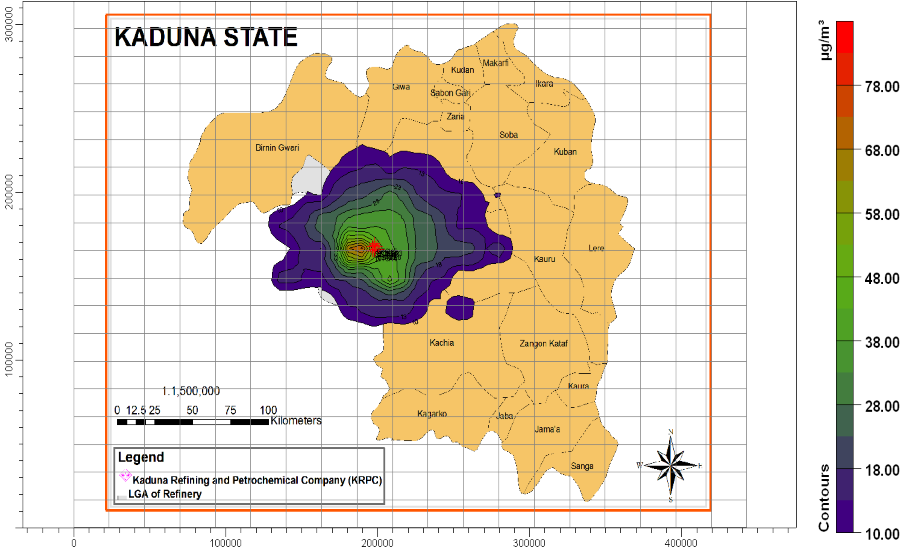 KADUNA STATE
Makarfi
Kudan
Ikara
Giwa
Sabon Gari
Zaria
Soba
Birnin Gwari
Kuban
Lere
Kauru
Kachia
Zangon Kataf
Kaura
Kagarko
Jaba
Jama'a
Sanga
1:1,500,000
0 12.5 25 50 75 100
Kilometers
Legend
Kaduna Refining and Petrochemical Company (KRPC)
LGA of Refinery
N
W E
S
300000
200000
100000
0
0 100000 200000 300000 400000
µg/m³
78.00
68.00
58.00
48.00
38.00
28.00
18.00
10.00
Contours